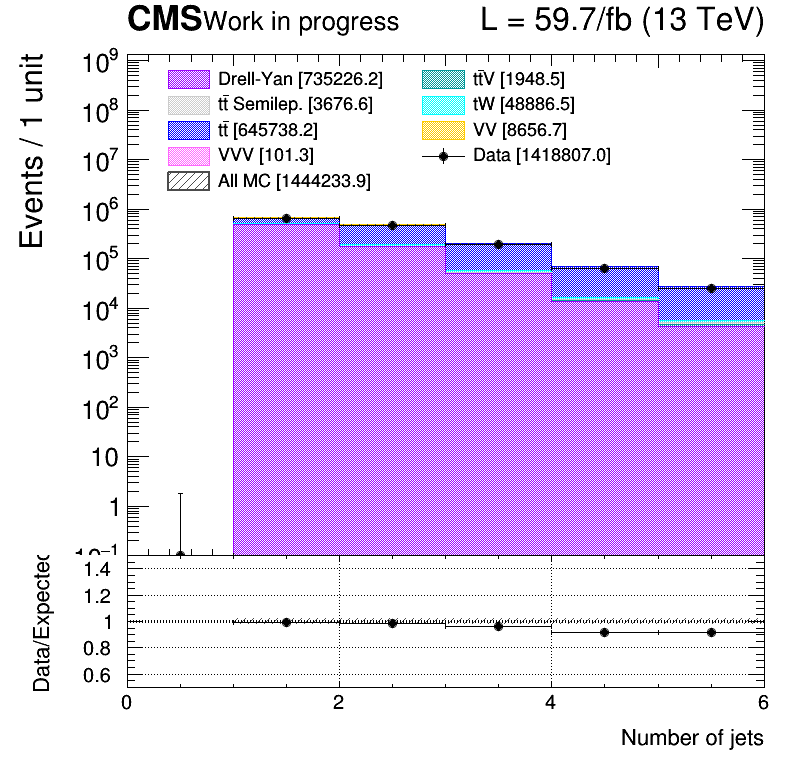 CMS Work in progress L = 59.7/fb (13 TeV)
Events / 1 unit
10⁹
10⁸
10⁷
10⁶
10⁵
10⁴
10³
10²
10
1
10⁻¹
Drell-Yan [735226.2]
tt̄ Semilep. [3676.6]
tt̄ [645738.2]
VVV [101.3]
All MC [1444233.9]
tt̄V [1948.5]
tW [48886.5]
VV [8656.7]
Data [1418807.0]
Data/Expected
1.4
1.2
1
0.8
0.6
0 2 4 6
Number of jets